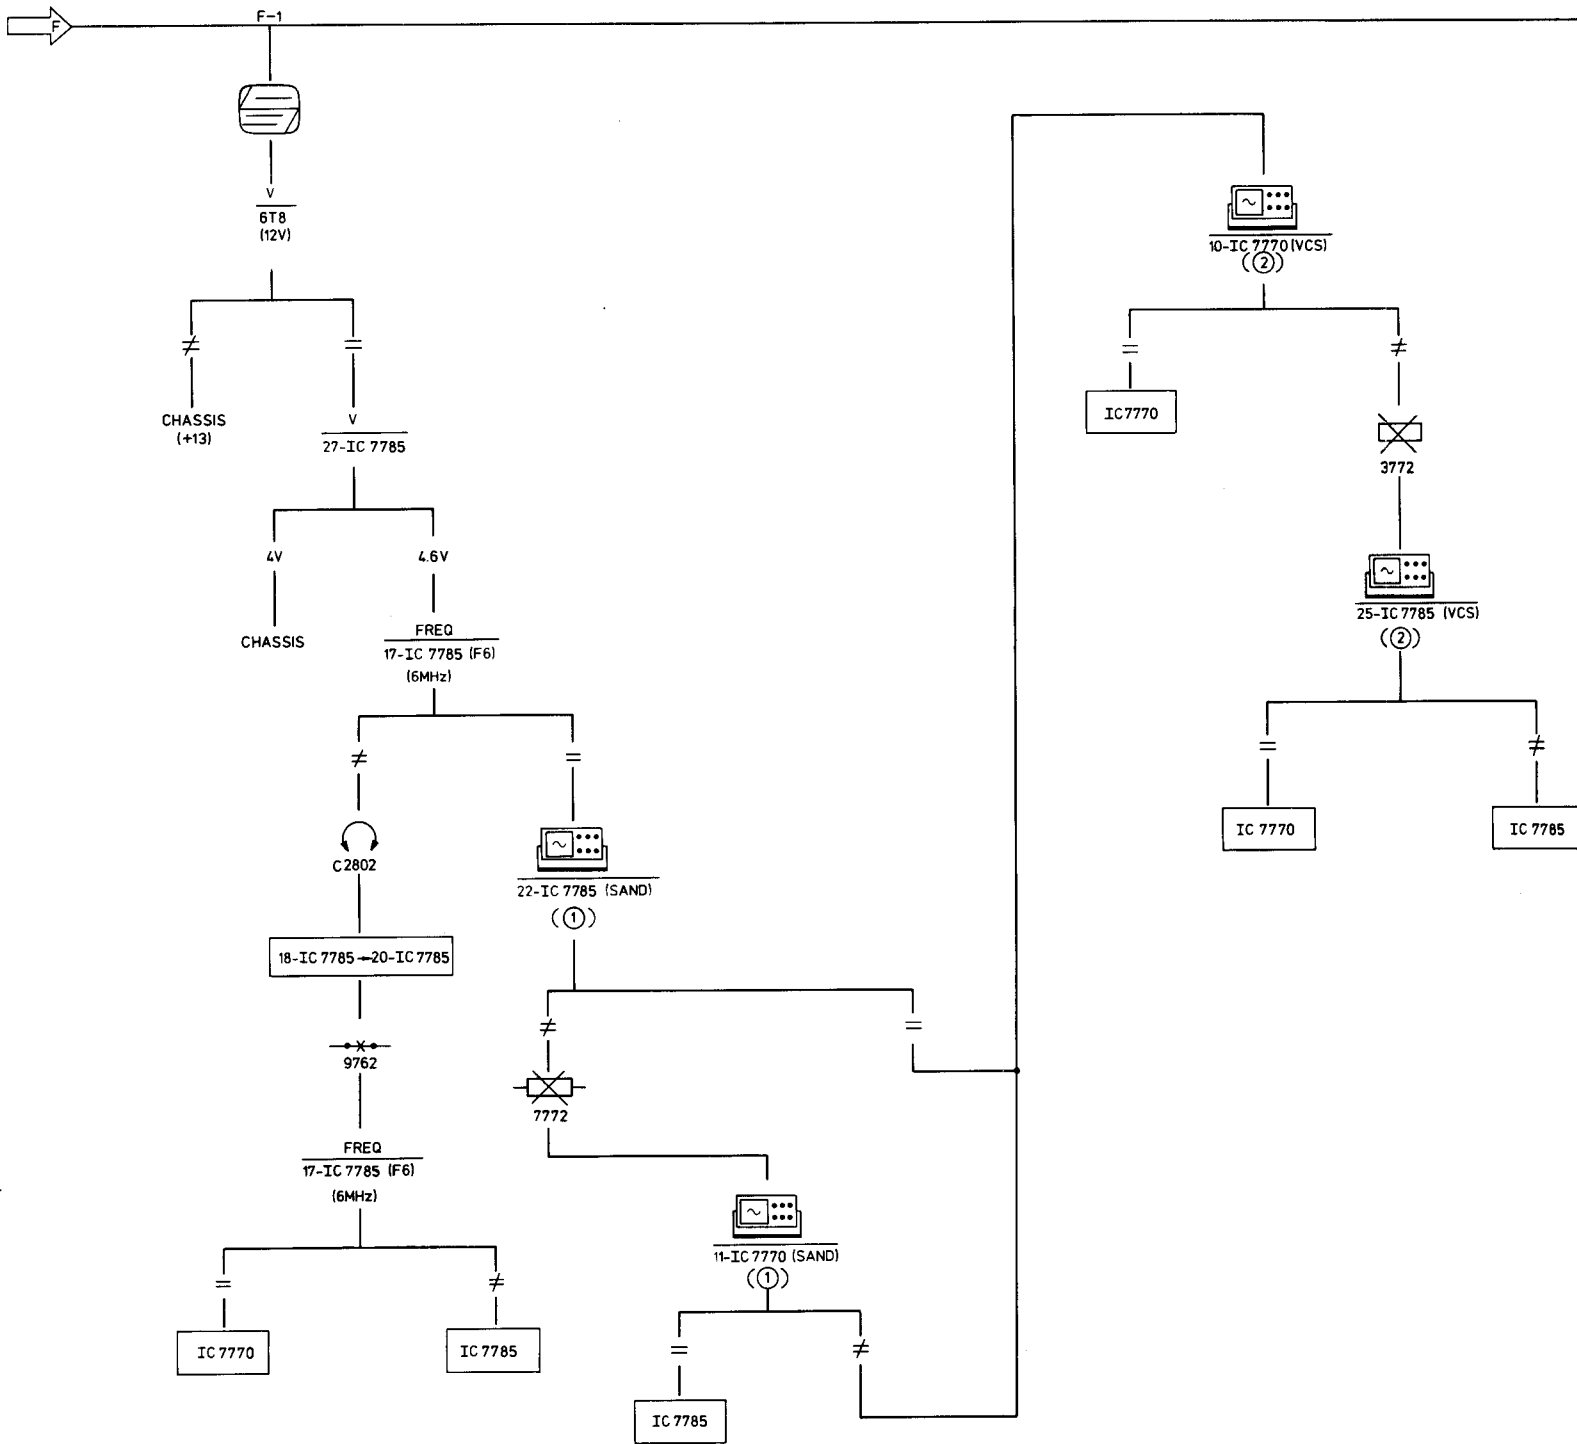 F
F-1
V
6T8
(12V)
≠
=
CHASSIS
(+13)
V
27-IC 7785
4V
4.6V
CHASSIS
FREQ
17-IC 7785 (F6)
(6MHz)
≠
=
C2802
22-IC 7785 (SAND)
(①)
18-IC 7785→20-IC7785
≠
=
9762
7772
FREQ
17-IC 7785 (F6)
(6MHz)
11-IC 7770 (SAND)
(①)
=
≠
=
≠
IC 7770
IC 7785
IC 7785
10-IC 7770 (VCS)
(②)
=
≠
IC7770
3772
25-IC 7785 (VCS)
(②)
=
≠
IC 7770
IC 7785